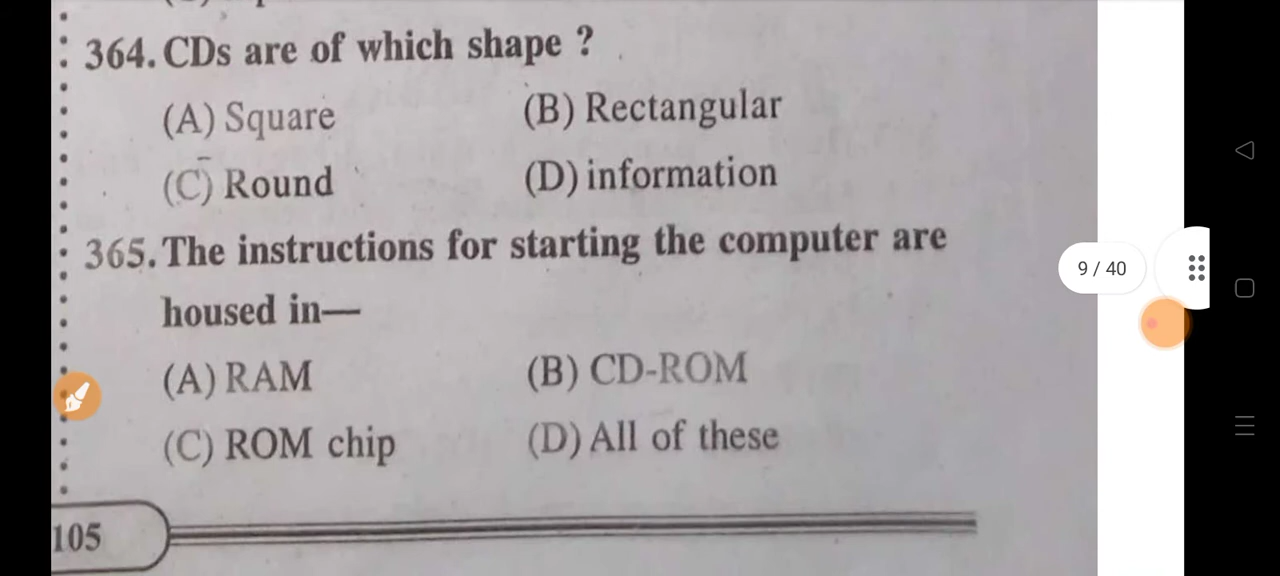 364. CDs are of which shape ?
(A) Square (B) Rectangular
(C) Round (D) information
365. The instructions for starting the computer are
housed in—
(A) RAM (B) CD-ROM
(C) ROM chip (D) All of these
105
9 / 40